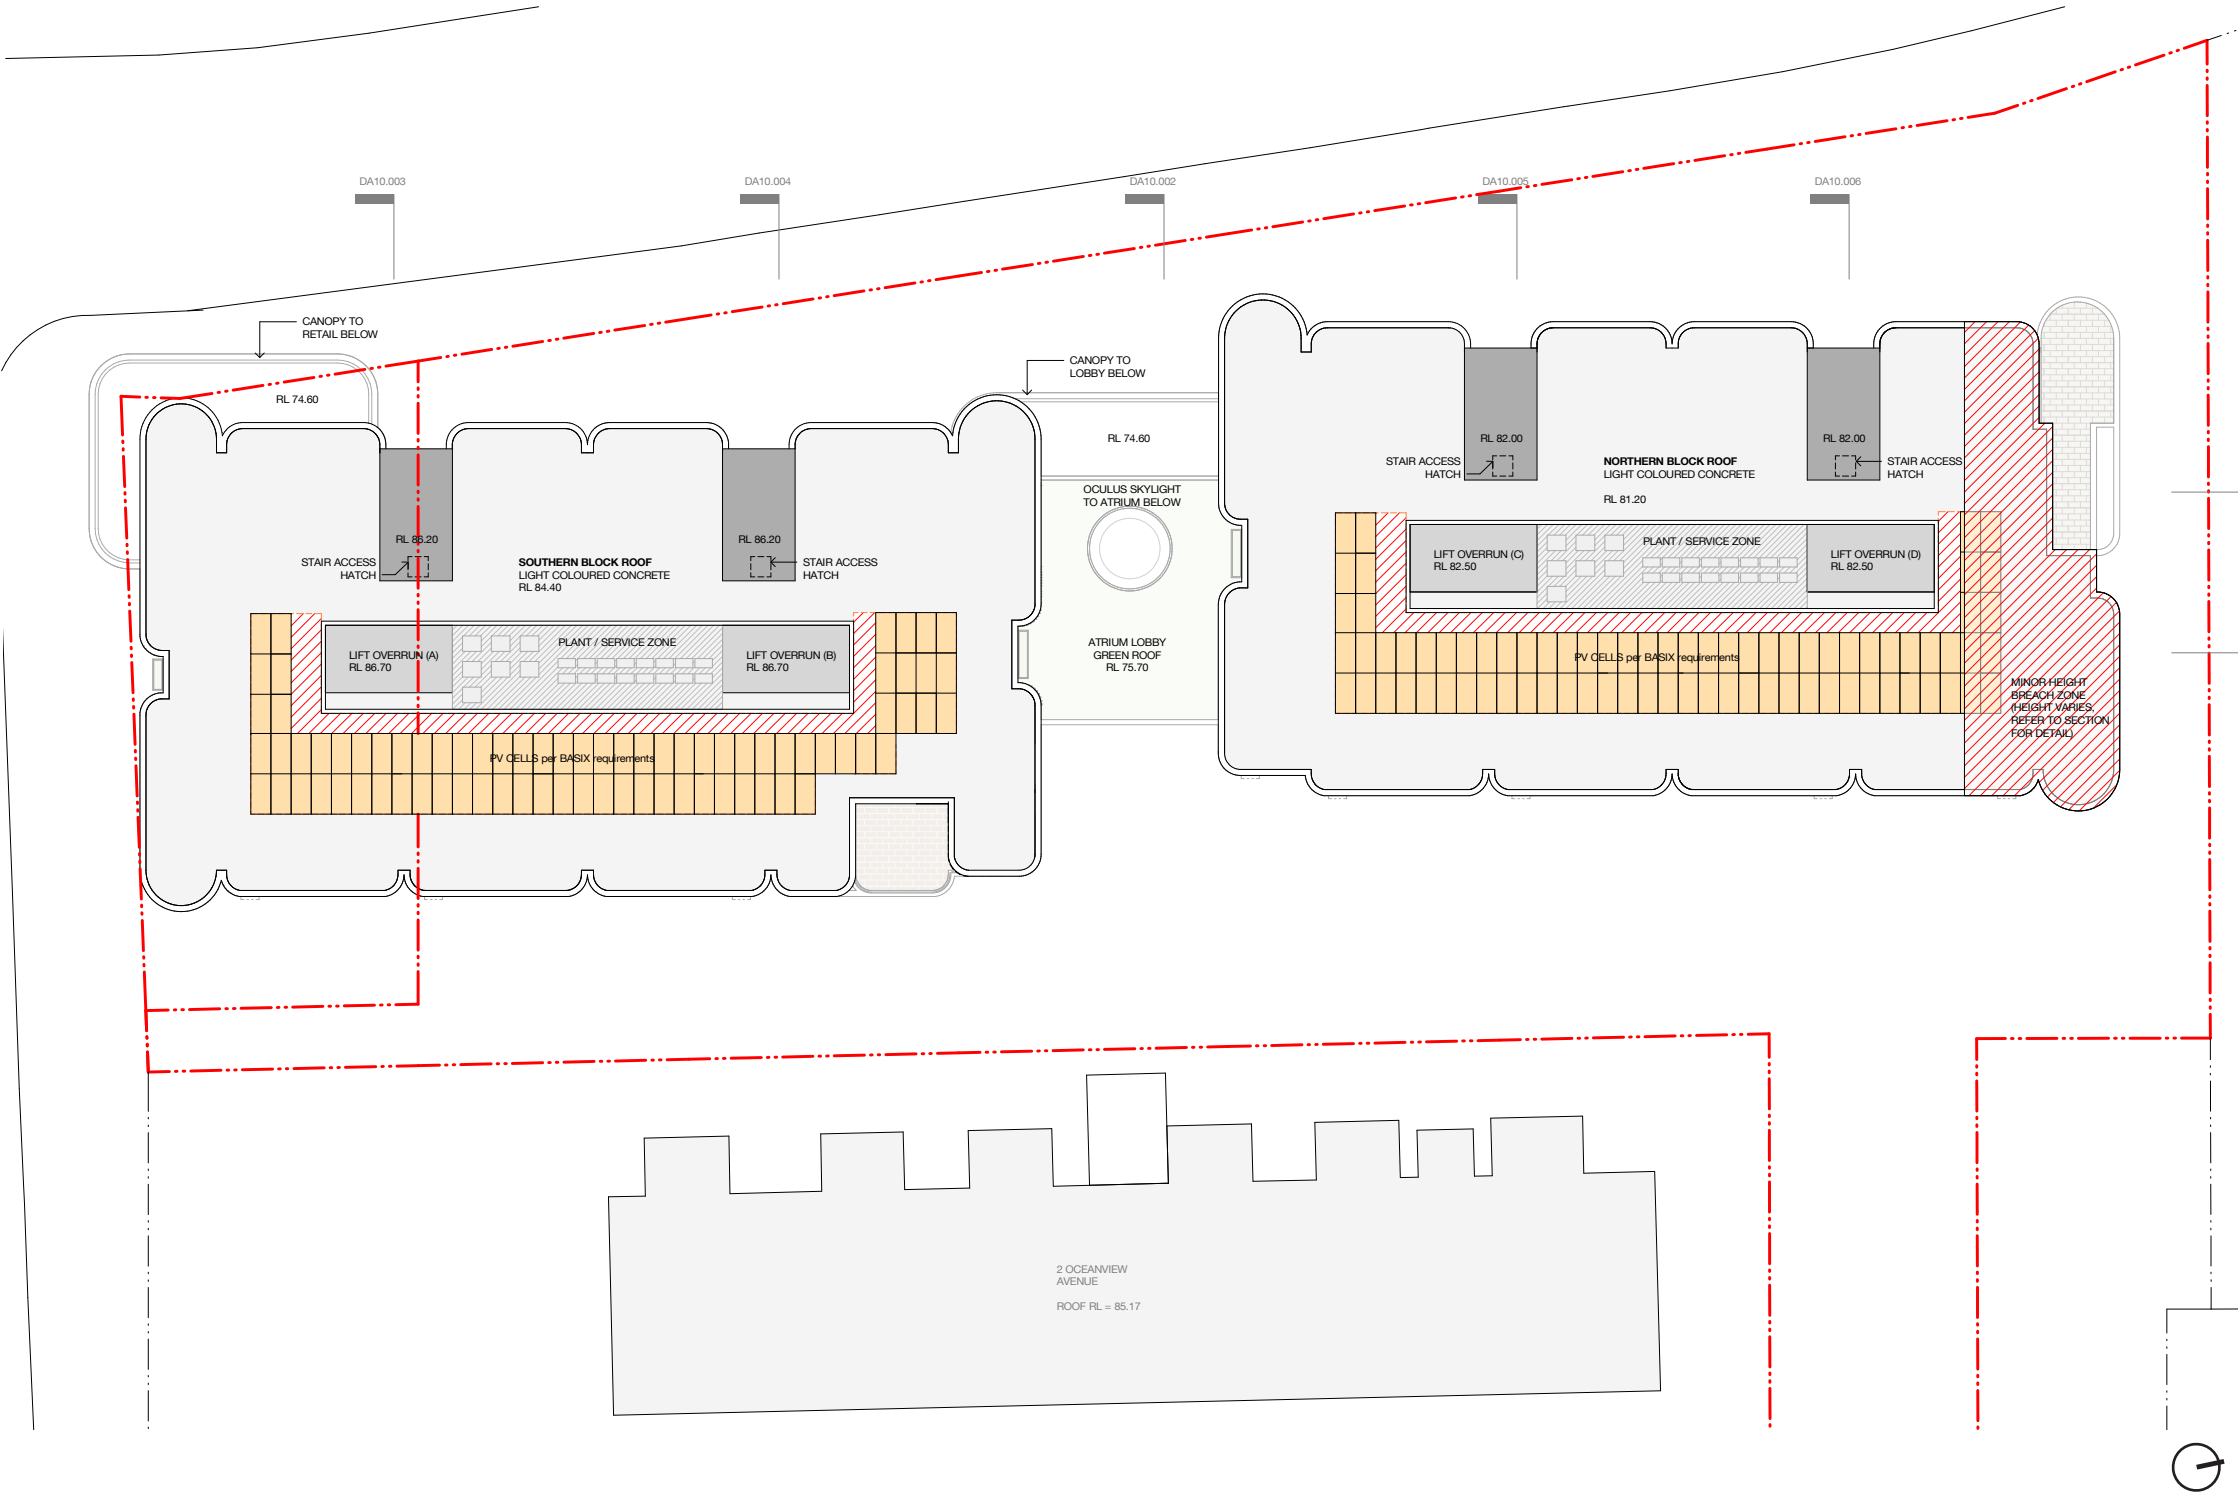 DA10.003
DA10.004
DA10.002
DA10.005
DA10.006
CANOPY TO
RETAIL BELOW
RL 74.60
CANOPY TO
LOBBY BELOW
RL 74.60
OCULUS SKYLIGHT
TO ATRIUM BELOW
ATRIUM LOBBY
GREEN ROOF
RL 75.70
RL 86.20
STAIR ACCESS
HATCH
SOUTHERN BLOCK ROOF
LIGHT COLOURED CONCRETE
RL 84.40
RL 86.20
STAIR ACCESS
HATCH
LIFT OVERRUN (A)
RL 86.70
PLANT / SERVICE ZONE
LIFT OVERRUN (B)
RL 86.70
PV CELLS per BASIX requirements
RL 82.00
STAIR ACCESS
HATCH
NORTHERN BLOCK ROOF
LIGHT COLOURED CONCRETE
RL 81.20
RL 82.00
STAIR ACCESS
HATCH
LIFT OVERRUN (C)
RL 82.50
PLANT / SERVICE ZONE
LIFT OVERRUN (D)
RL 82.50
PV CELLS per BASIX requirements
MINOR HEIGHT
BREACH ZONE
(HEIGHT VARIES,
REFER TO SECTION
FOR DETAIL)
2 OCEANVIEW
AVENUE
ROOF RL = 85.17